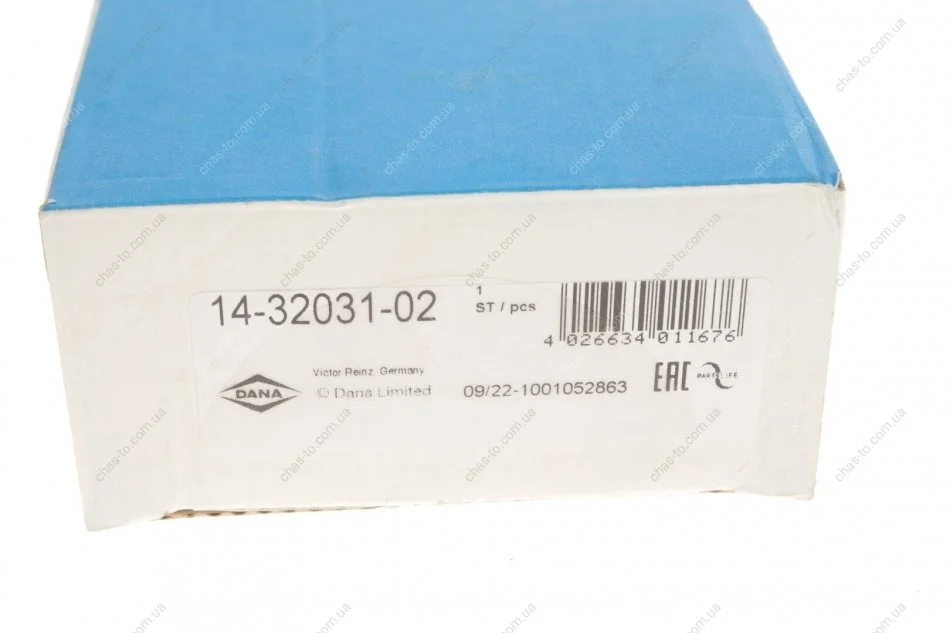 14-32031-02
1
ST / pcs
4 026634 011676
Victor Reinz, Germany
DANA
© Dana Limited
09/22-1001052863
EAC
PARTSLIFE
chas-to.com.ua